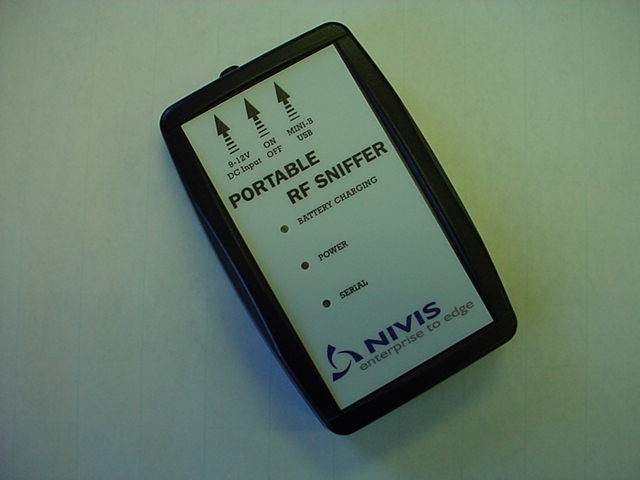 9-12V
DC Input
ON
OFF
MINI-B
USB
PORTABLE
RF SNIFFER
BATTERY CHARGING
POWER
SERIAL
NIVIS
enterprise to edge